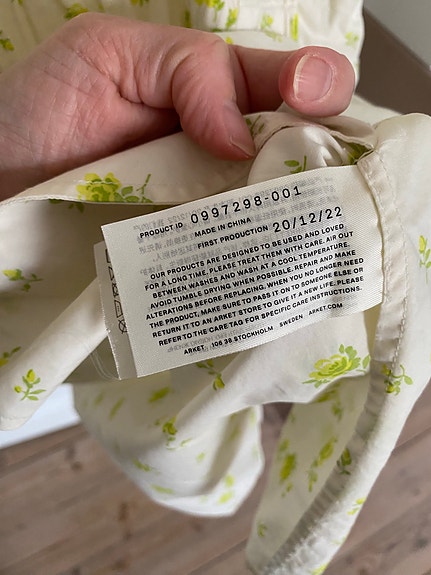 PRODUCT ID 0997298-001
MADE IN CHINA
FIRST PRODUCTION 20/12/22
OUR PRODUCTS ARE DESIGNED TO BE USED AND LOVED
FOR A LONG TIME. PLEASE TREAT THEM WITH CARE. AIR OUT
BETWEEN WASHES AND WASH AT A COOL TEMPERATURE.
AVOID TUMBLE DRYING WHEN POSSIBLE. REPAIR AND MAKE
ALTERATIONS BEFORE REPLACING. WHEN YOU NO LONGER NEED
THE PRODUCT, MAKE SURE TO PASS IT ON TO SOMEONE ELSE OR
RETURN IT TO AN ARKET STORE TO GIVE IT A NEW LIFE. PLEASE
REFER TO THE CARE TAG FOR SPECIFIC CARE INSTRUCTIONS.
ARKET 106 38 STOCKHOLM SWEDEN ARKET.COM